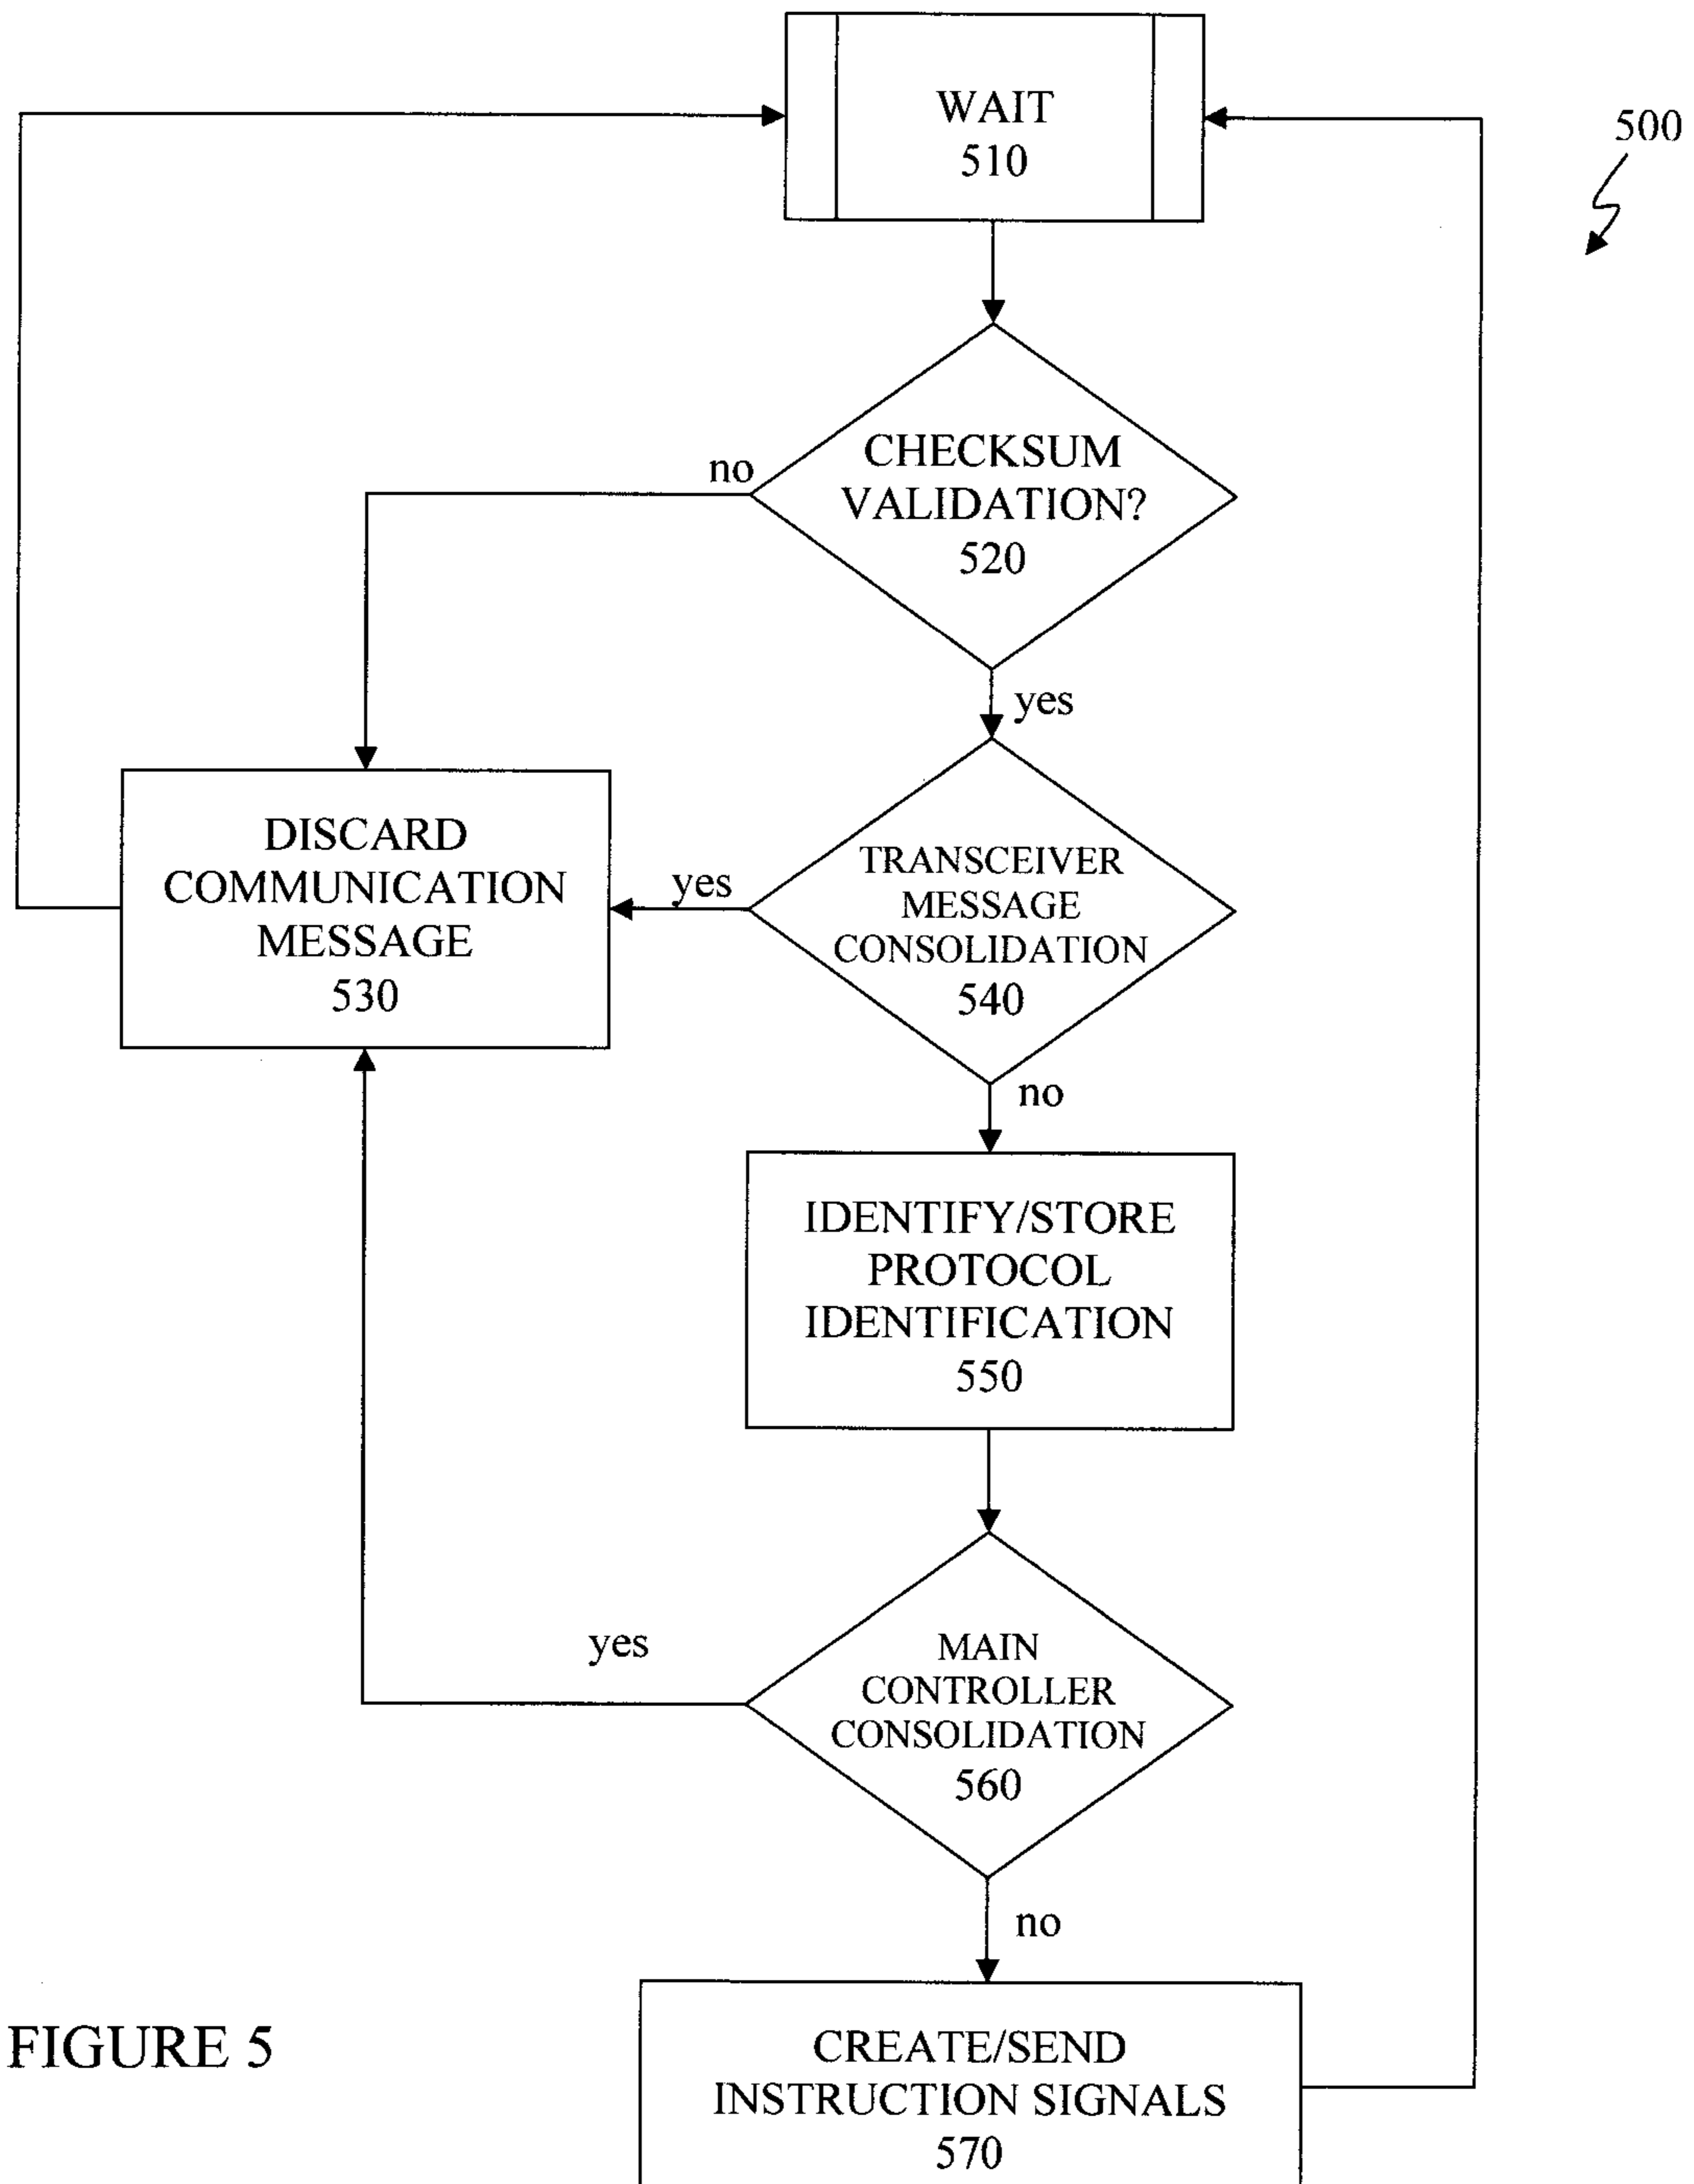 WAIT
510
500
CHECKSUM
VALIDATION?
520
no
yes
DISCARD
COMMUNICATION
MESSAGE
530
yes
TRANSCEIVER
MESSAGE
CONSOLIDATION
540
no
IDENTIFY/STORE
PROTOCOL
IDENTIFICATION
550
yes
MAIN
CONTROLLER
CONSOLIDATION
560
no
CREATE/SEND
INSTRUCTION SIGNALS
570
FIGURE 5